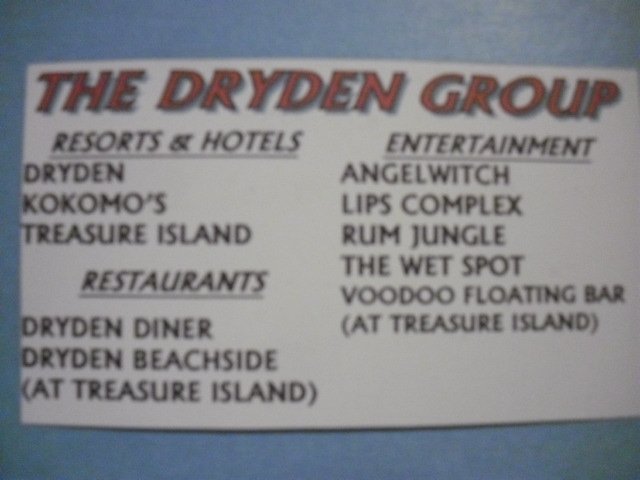 THE DRYDEN GROUP
RESORTS & HOTELS
DRYDEN
KOKOMO'S
TREASURE ISLAND
RESTAURANTS
DRYDEN DINER
DRYDEN BEACHSIDE
(AT TREASURE ISLAND)
ENTERTAINMENT
ANGELWITCH
LIPS COMPLEX
RUM JUNGLE
THE WET SPOT
VOODOO FLOATING BAR
(AT TREASURE ISLAND)